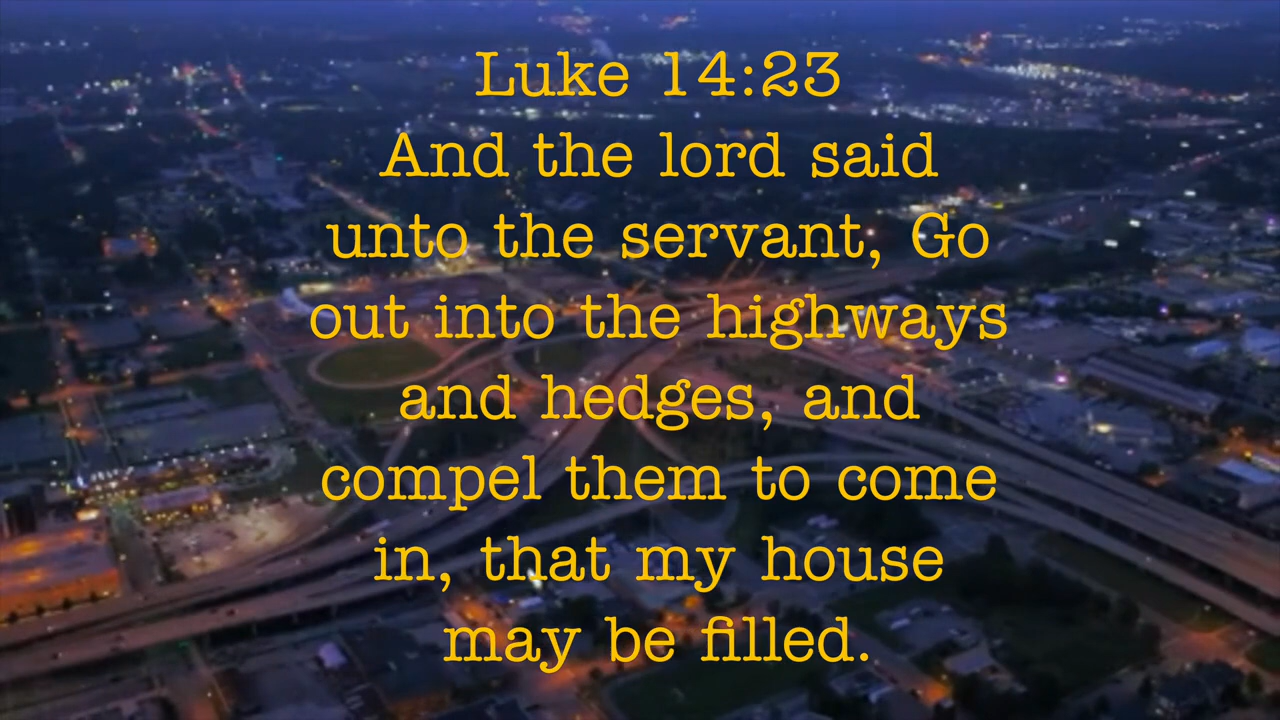 Luke 14:23
And the lord said
unto the servant, Go
out into the highways
and hedges, and
compel them to come
in, that my house
may be filled.